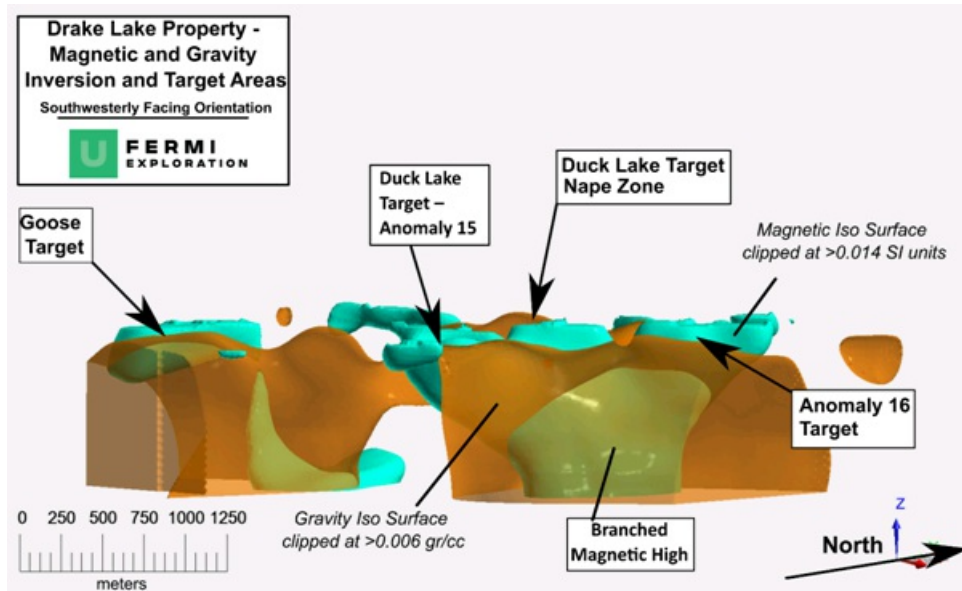 Drake Lake Property -
Magnetic and Gravity
Inversion and Target Areas
Southwesterly Facing Orientation
U FERMI
EXPLORATION
Goose
Target
Duck Lake
Target –
Anomaly 15
Duck Lake Target
Nape Zone
Magnetic Iso Surface
clipped at >0.014 SI units
Anomaly 16
Target
Gravity Iso Surface
clipped at >0.006 gr/cc
Branched
Magnetic High
0 250 500 750 1000 1250
meters
North
Z